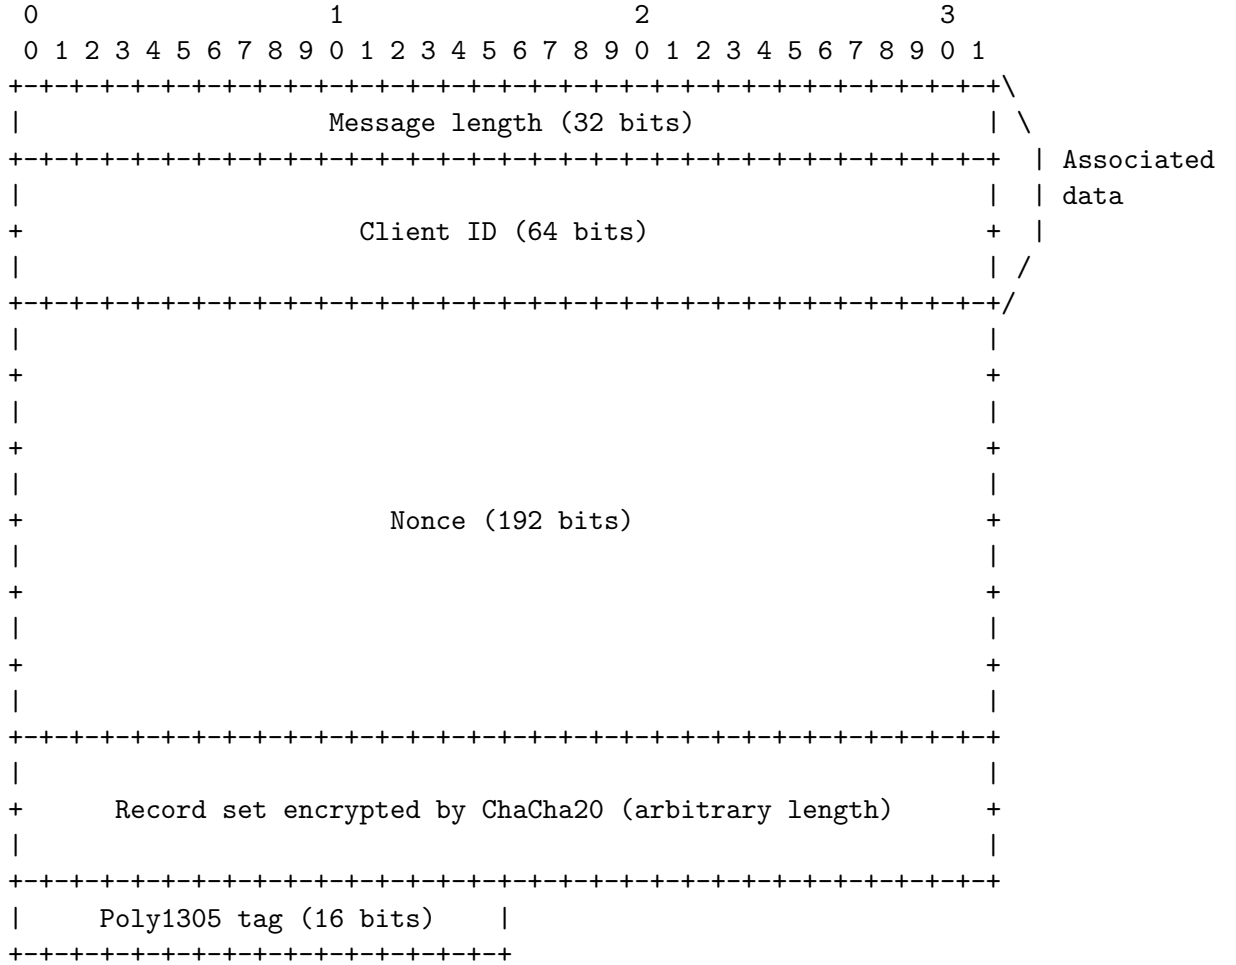 0                   1                   2                   3
 0 1 2 3 4 5 6 7 8 9 0 1 2 3 4 5 6 7 8 9 0 1 2 3 4 5 6 7 8 9 0 1
+-+-+-+-+-+-+-+-+-+-+-+-+-+-+-+-+-+-+-+-+-+-+-+-+-+-+-+-+-+-+-+-+\
|                    Message length (32 bits)                   | \
+-+-+-+-+-+-+-+-+-+-+-+-+-+-+-+-+-+-+-+-+-+-+-+-+-+-+-+-+-+-+-+-+  | Associated
|                                                               |  | data
+                      Client ID (64 bits)                      +  |
|                                                               | /
+-+-+-+-+-+-+-+-+-+-+-+-+-+-+-+-+-+-+-+-+-+-+-+-+-+-+-+-+-+-+-+-+/
|                                                               |
+                                                               +
|                                                               |
+                                                               +
|                                                               |
+                        Nonce (192 bits)                       +
|                                                               |
+                                                               +
|                                                               |
+                                                               +
|                                                               |
+-+-+-+-+-+-+-+-+-+-+-+-+-+-+-+-+-+-+-+-+-+-+-+-+-+-+-+-+-+-+-+-+
|                                                               |
+      Record set encrypted by ChaCha20 (arbitrary length)      +
|                                                               |
+-+-+-+-+-+-+-+-+-+-+-+-+-+-+-+-+-+-+-+-+-+-+-+-+-+-+-+-+-+-+-+-+
|     Poly1305 tag (16 bits)    |
+-+-+-+-+-+-+-+-+-+-+-+-+-+-+-+-+